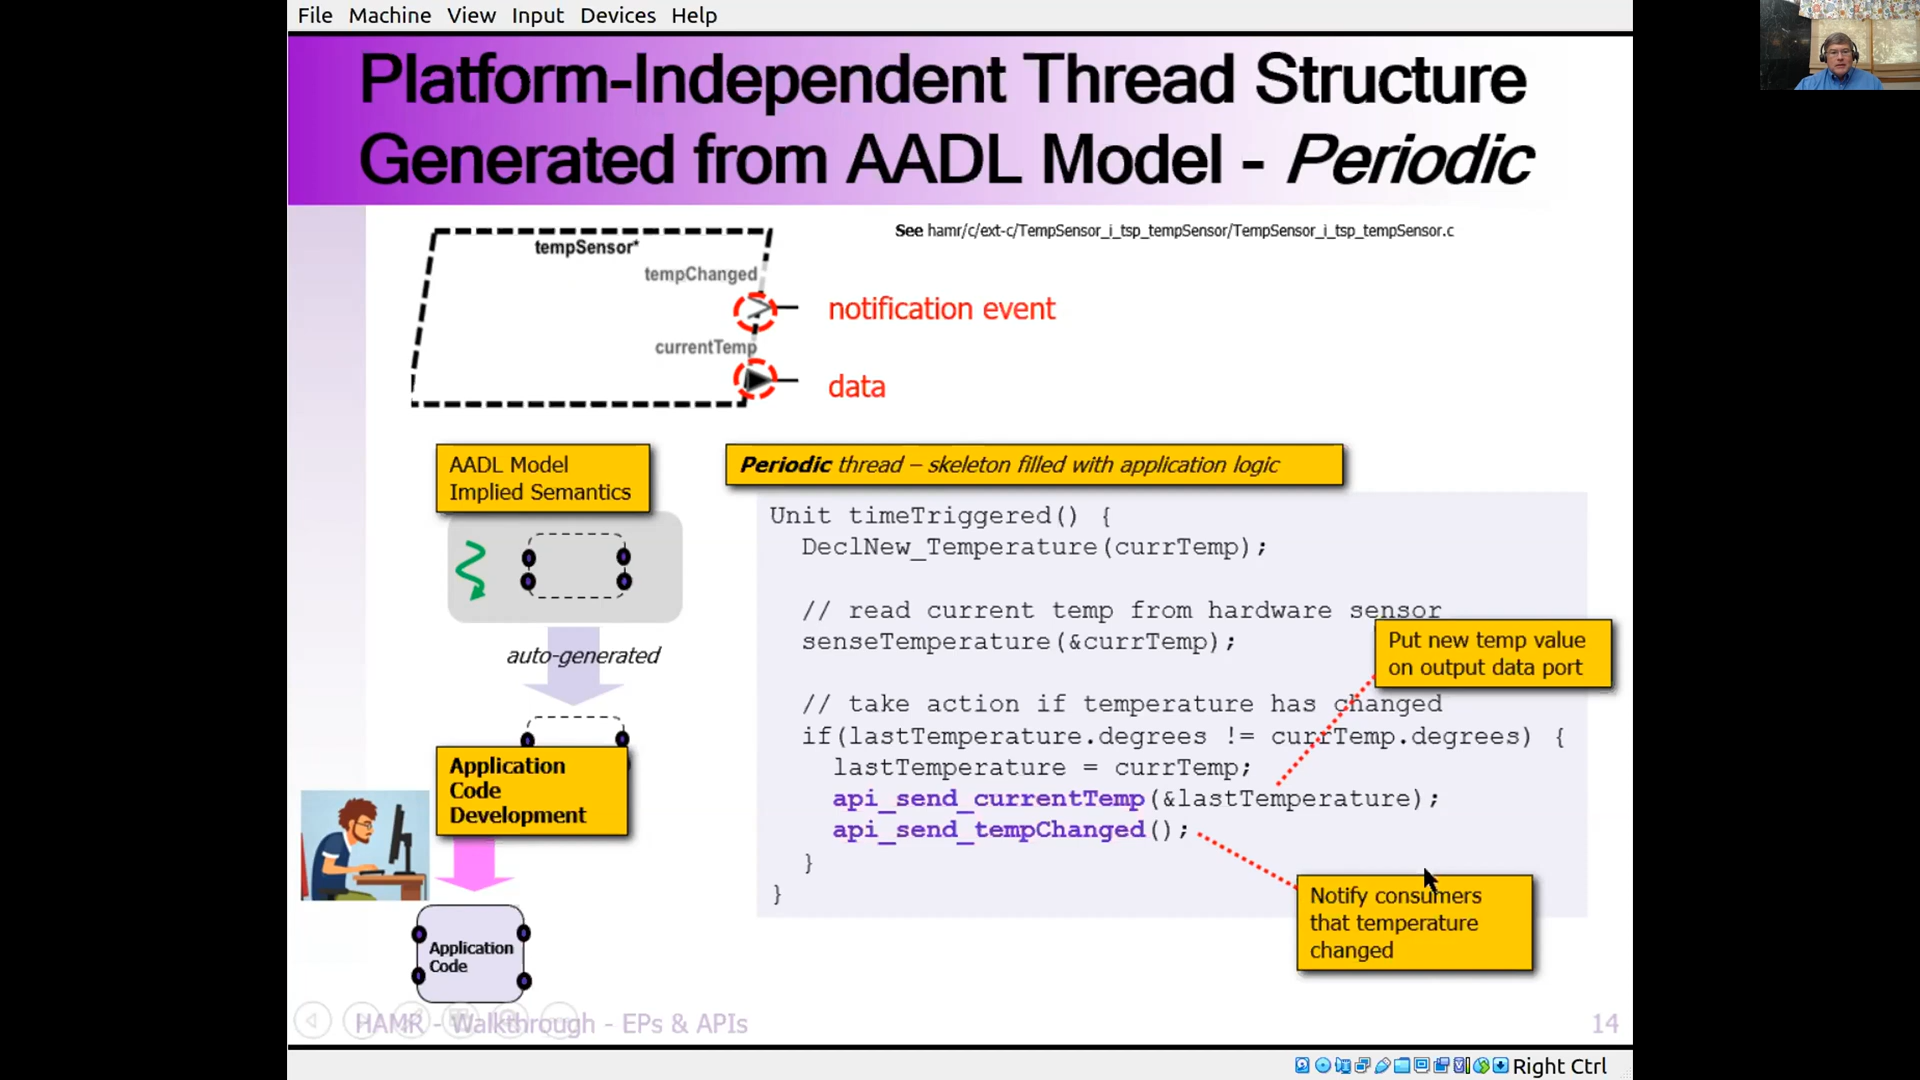 File Machine View Input Devices Help
Platform-Independent Thread Structure
Generated from AADL Model - Periodic
See hamr/c/ext-c/TempSensor_i_tsp_tempSensor/TempSensor_i_tsp_tempSensor.c
tempSensor*
tempChanged
notification event
currentTemp
data
AADL Model
Implied Semantics
auto-generated
Application
Code
Development
Application
Code
Periodic thread – skeleton filled with application logic
Unit timeTriggered() {
DeclNew_Temperature(currTemp);
// read current temp from hardware sensor
senseTemperature(&currTemp);
// take action if temperature has changed
if(lastTemperature.degrees != currTemp.degrees) {
lastTemperature = currTemp;
api_send_currentTemp(&lastTemperature);
api_send_tempChanged();
}
}
Put new temp value
on output data port
Notify consumers
that temperature
changed
HAMR - Walkthrough - EPs & APIs
14
Right Ctrl